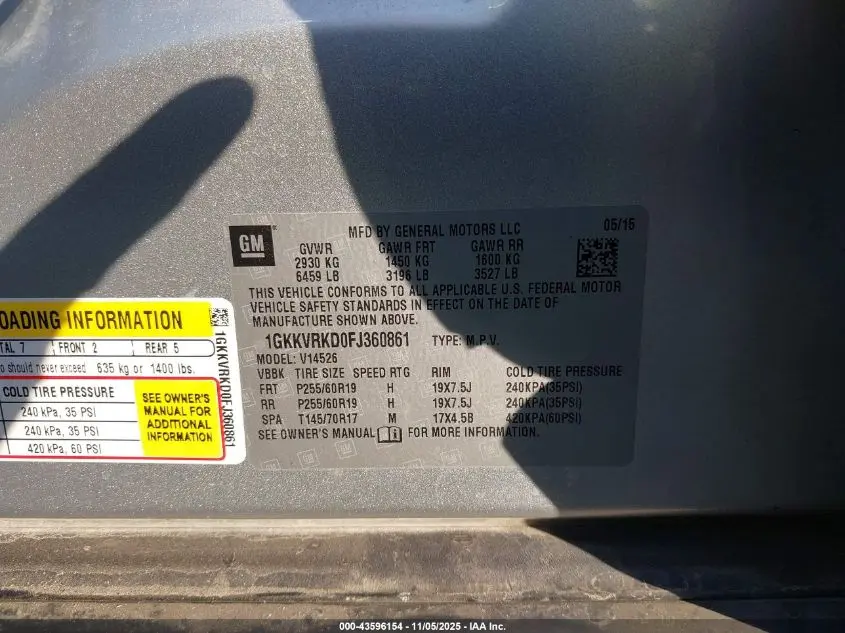 GM
MFD BY GENERAL MOTORS LLC 05/15
GVWR GAWR FRT GAWR RR
2930 KG 1450 KG 1600 KG
6459 LB 3196 LB 3527 LB
THIS VEHICLE CONFORMS TO ALL APPLICABLE U.S. FEDERAL MOTOR
VEHICLE SAFETY STANDARDS IN EFFECT ON THE DATE OF
MANUFACTURE SHOWN ABOVE.
1GKKVRKD0FJ360861 TYPE: M.P.V.
MODEL: V14526
VBBK TIRE SIZE SPEED RTG RIM COLD TIRE PRESSURE
FRT P255/60R19 H 19X7.5J 240KPA(35PSI)
RR P255/60R19 H 19X7.5J 240KPA(35PSI)
SPA T145/70R17 M 17X4.5B 420KPA(60PSI)
SEE OWNER'S MANUAL FOR MORE INFORMATION.
OADING INFORMATION
TAL 7 FRONT 2 REAR 5
o should never exceed 635 kg or 1400 lbs.
COLD TIRE PRESSURE
240 kPa, 35 PSI
240 kPa, 35 PSI
420 kPa, 60 PSI
SEE OWNER'S
MANUAL FOR
ADDITIONAL
INFORMATION
1GKKVRKD0FJ360861
000-43596154 - 11/05/2025 - IAA Inc.